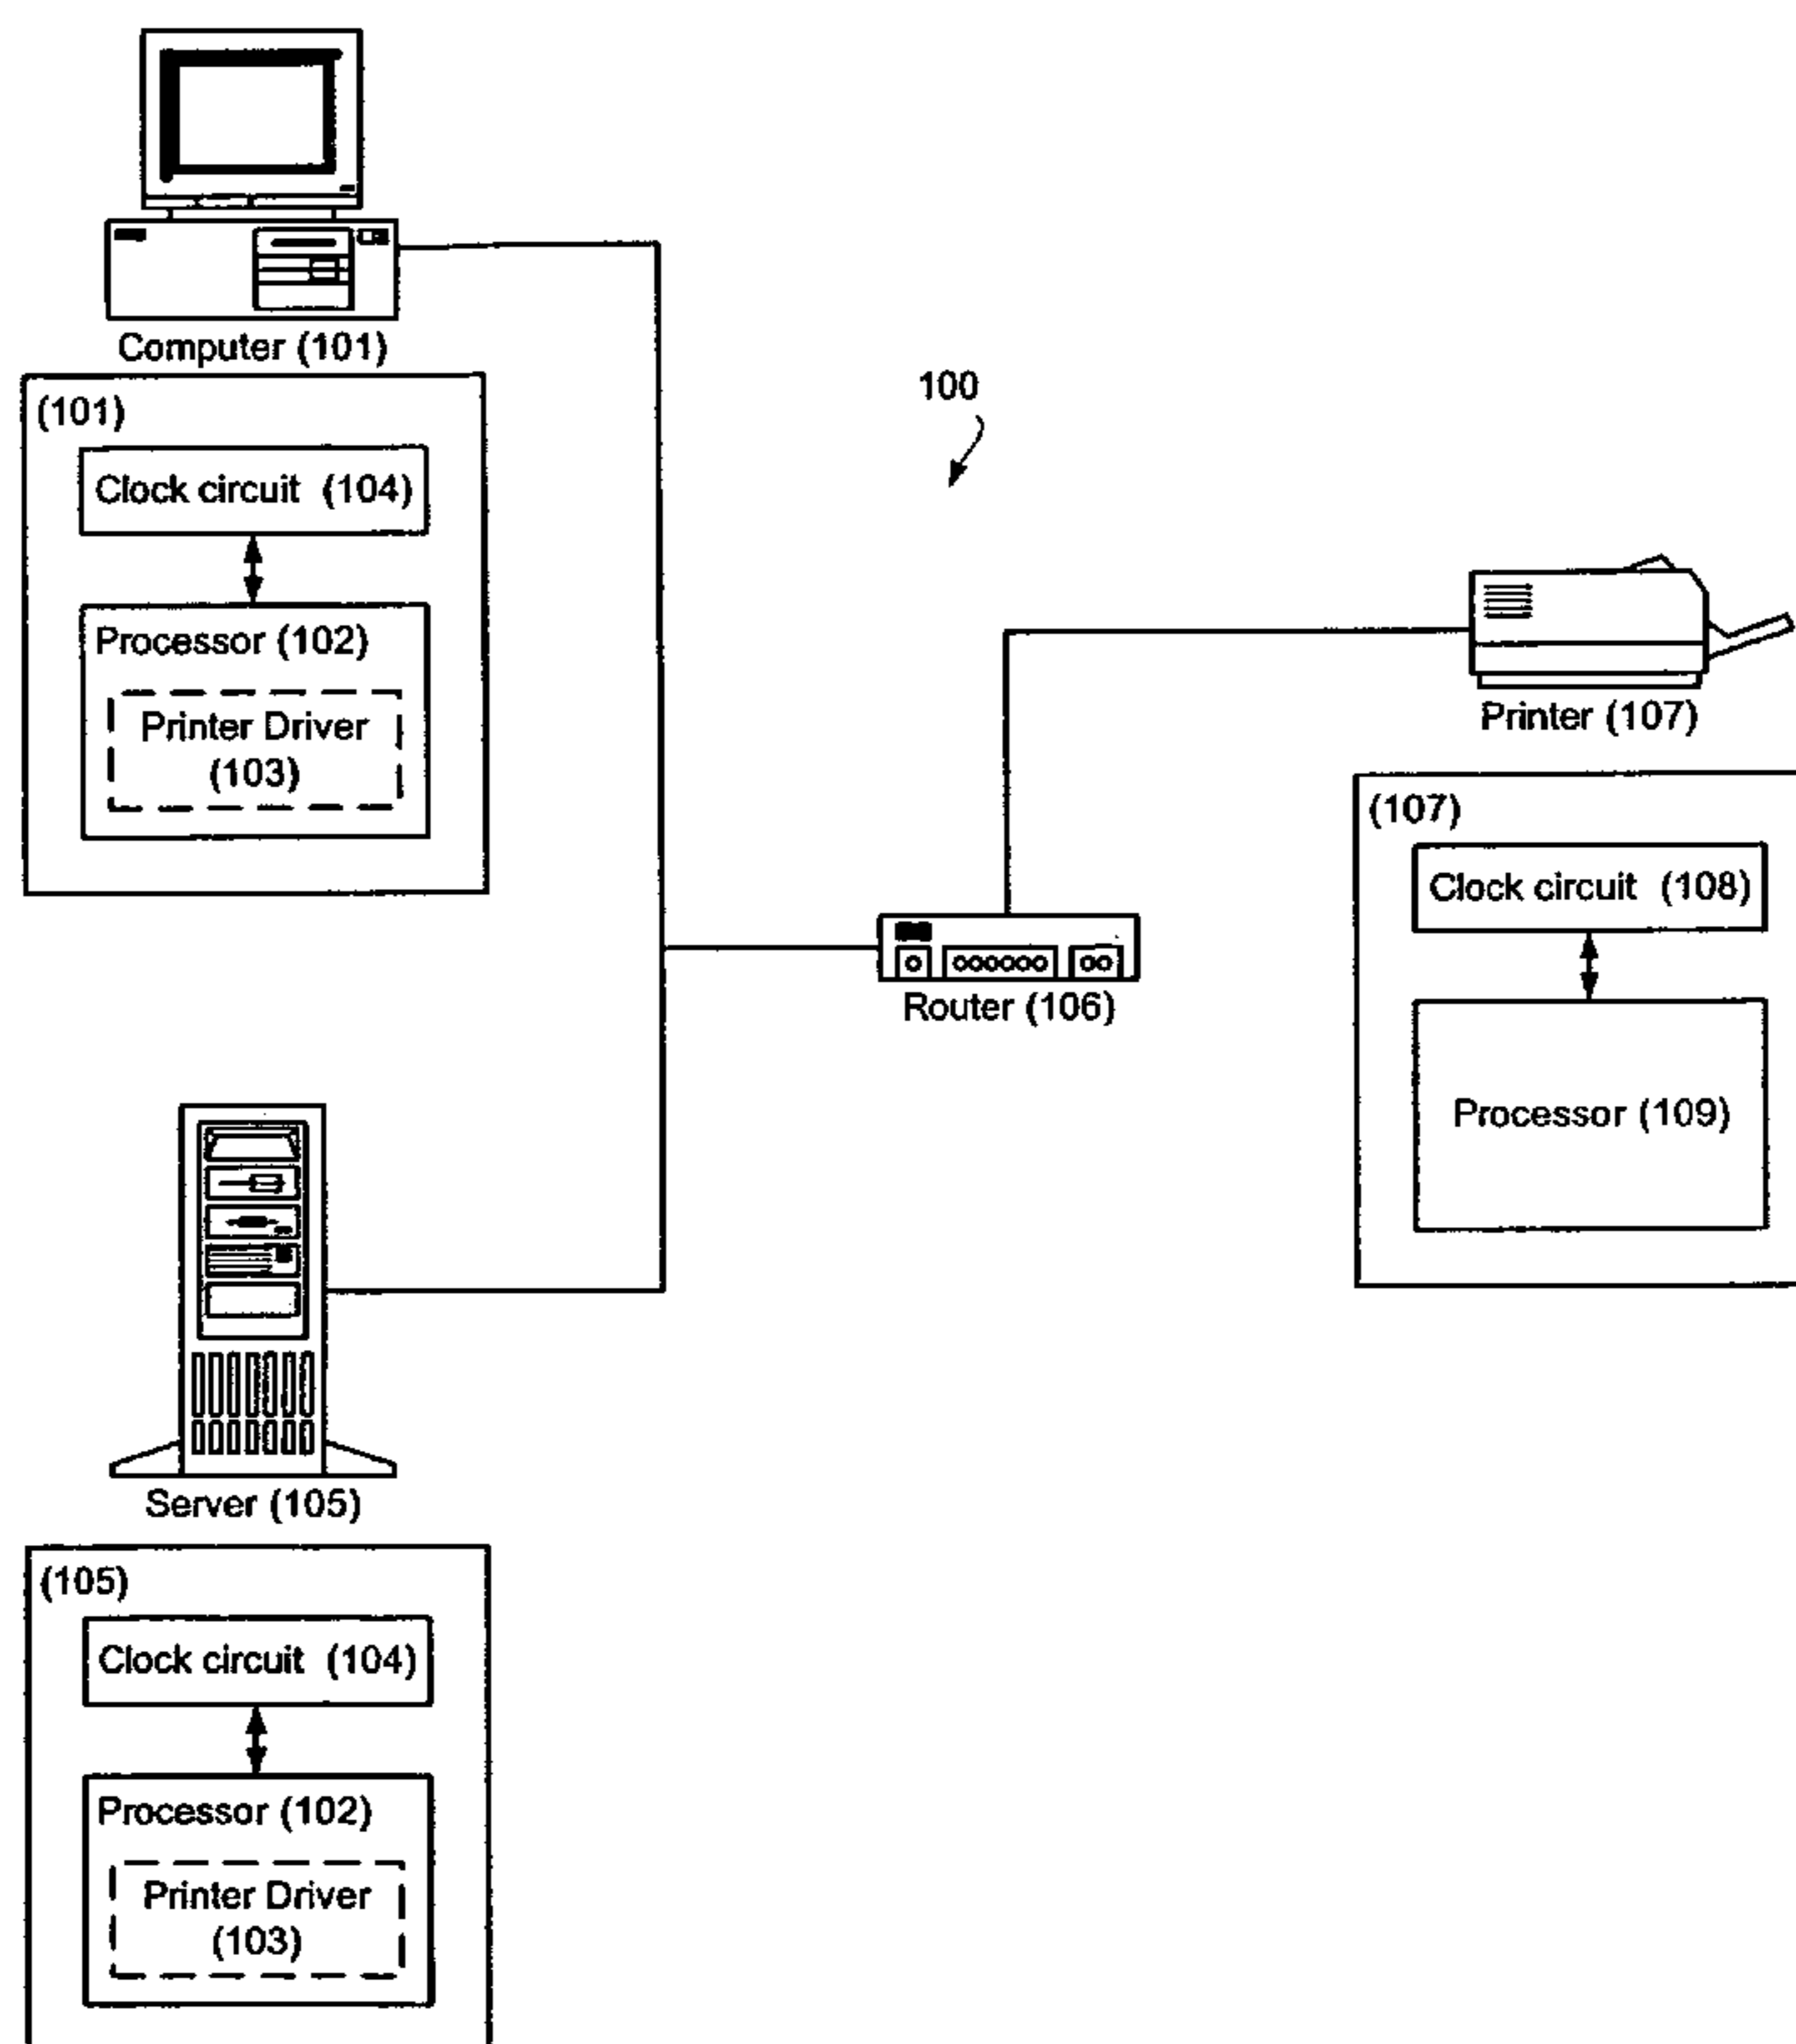 Computer (101)
(101)
Clock circuit (104)
Processor (102)
Printer Driver
(103)
100
Printer (107)
(107)
Clock circuit (108)
Processor (109)
Router (106)
Server (105)
(105)
Clock circuit (104)
Processor (102)
Printer Driver
(103)